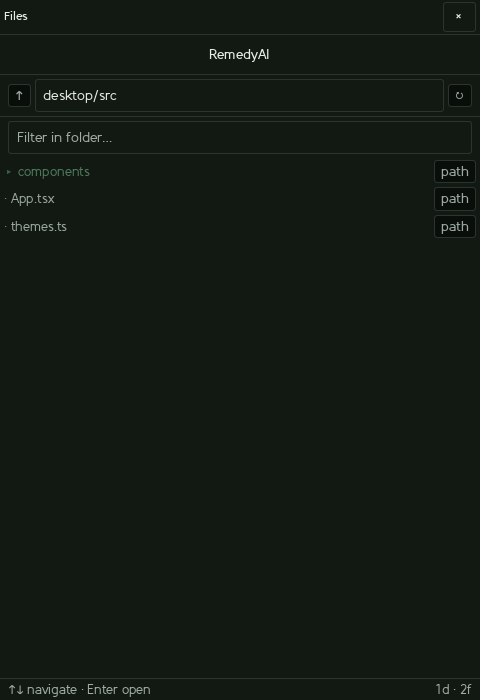 Files ×
RemedyAI
↑ desktop/src ↻
Filter in folder...
▸ components path
· App.tsx path
· themes.ts path
↑↓ navigate · Enter open 1d · 2f